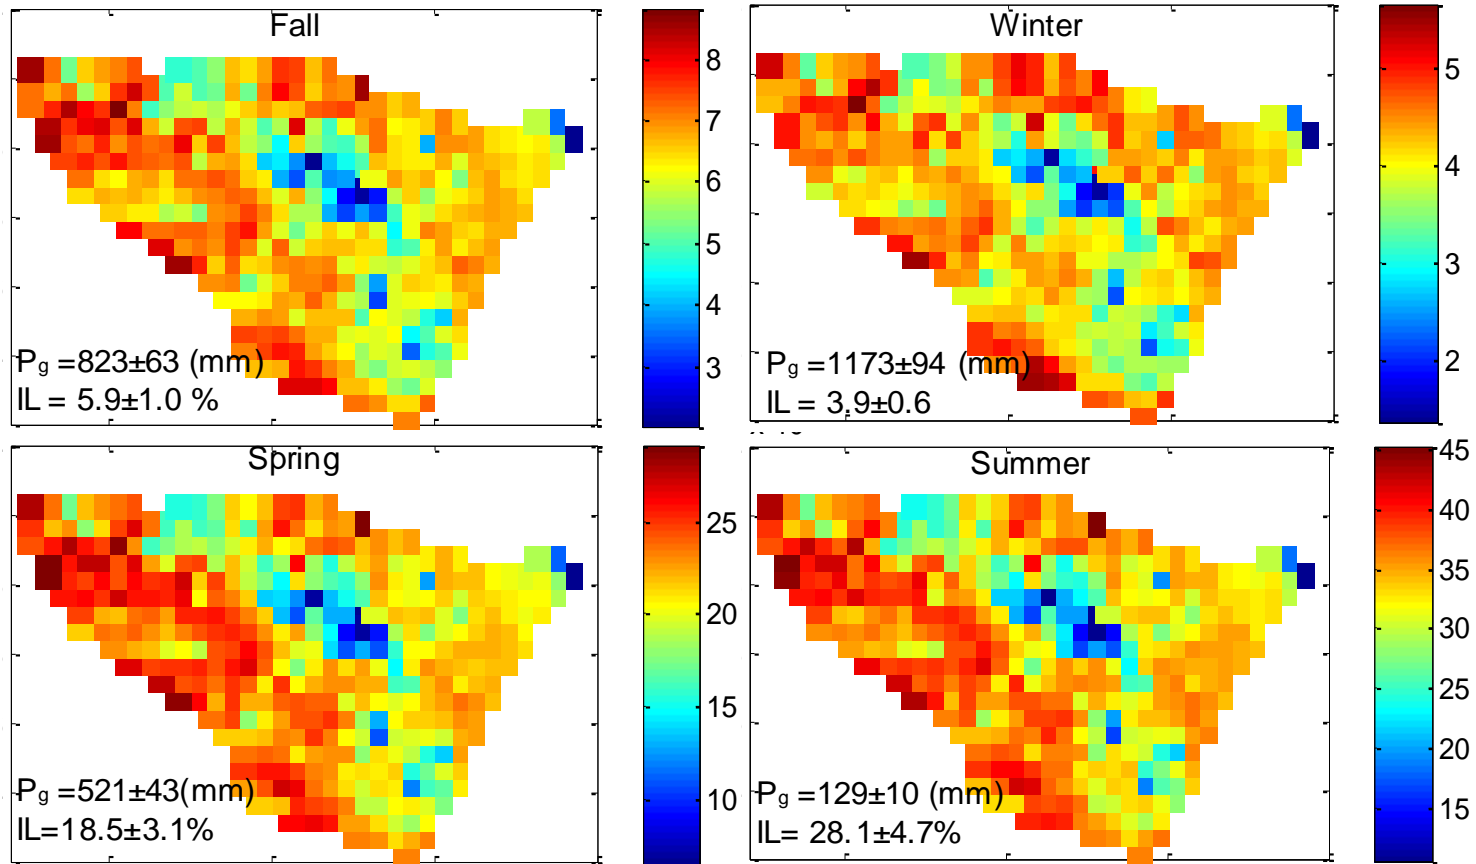 Fall
8
7
6
5
4
3
Pg =823±63 (mm)
IL = 5.9±1.0 %
Winter
5
4
3
2
Pg =1173±94 (mm)
IL = 3.9±0.6
Spring
25
20
15
10
Pg =521±43(mm)
IL=18.5±3.1%
Summer
45
40
35
30
25
20
15
Pg =129±10 (mm)
IL= 28.1±4.7%